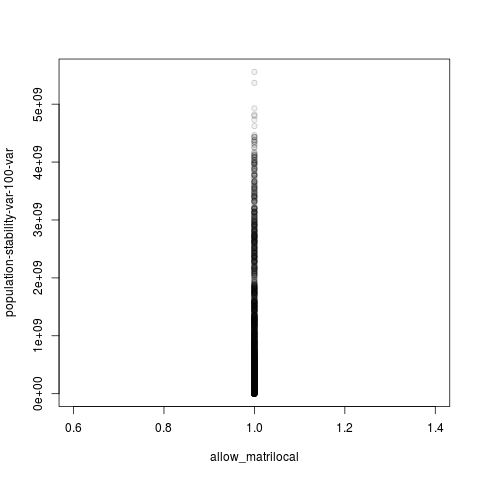 population-stability-var-100-var
5e+09
4e+09
3e+09
2e+09
1e+09
0e+00
0.6 0.8 1.0 1.2 1.4
allow_matrilocal